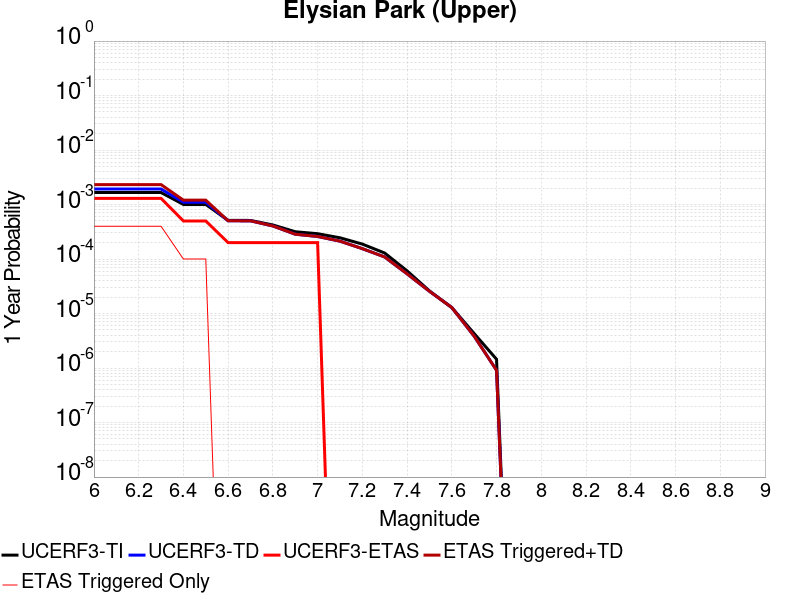 Elysian Park (Upper)
10^0
10^-1
10^-2
10^-3
10^-4
10^-5
10^-6
10^-7
10^-8
1 Year Probability
6 6.2 6.4 6.6 6.8 7 7.2 7.4 7.6 7.8 8 8.2 8.4 8.6 8.8 9
Magnitude
UCERF3-TI UCERF3-TD UCERF3-ETAS ETAS Triggered+TD
ETAS Triggered Only